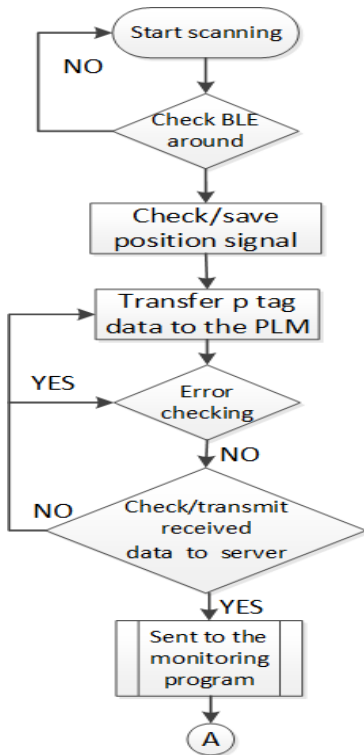 Start scanning
NO
Check BLE
around
Check/save
position signal
Transfer p tag
data to the PLM
YES
Error
checking
NO
NO
Check/transmit
received
data to server
YES
Sent to the
monitoring
program
A